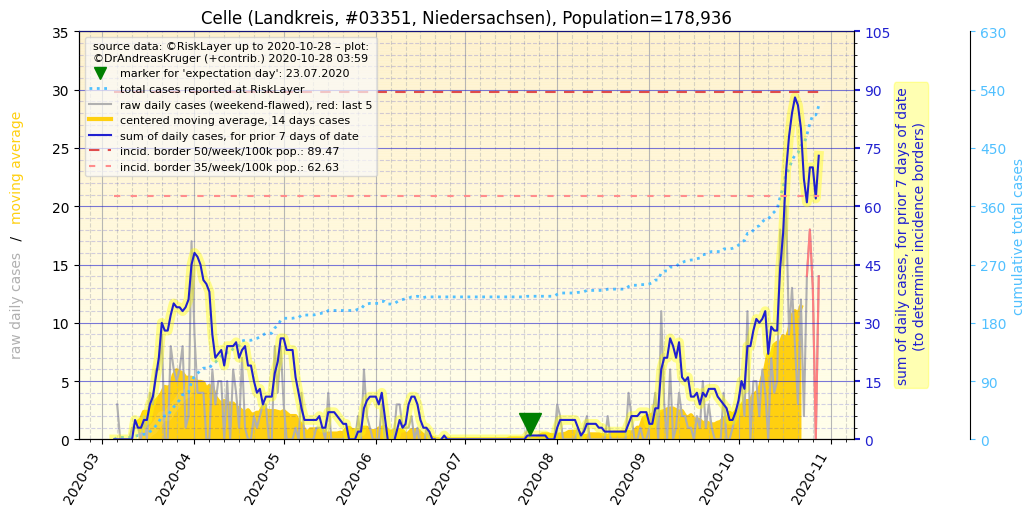 Celle (Landkreis, #03351, Niedersachsen), Population=178,936
source data: ©RiskLayer up to 2020-10-28 – plot:
©DrAndreasKruger (+contrib.) 2020-10-28 03:59
marker for 'expectation day': 23.07.2020
total cases reported at RiskLayer
raw daily cases (weekend-flawed), red: last 5
centered moving average, 14 days cases
sum of daily cases, for prior 7 days of date
incid. border 50/week/100k pop.: 89.47
incid. border 35/week/100k pop.: 62.63
raw daily cases / moving average
35
30
25
20
15
10
5
0
2020-03
2020-04
2020-05
2020-06
2020-07
2020-08
2020-09
2020-10
2020-11
105
90
75
60
45
30
15
0
sum of daily cases, for prior 7 days of date
(to determine incidence borders)
630
540
450
360
270
180
90
0
cumulative total cases